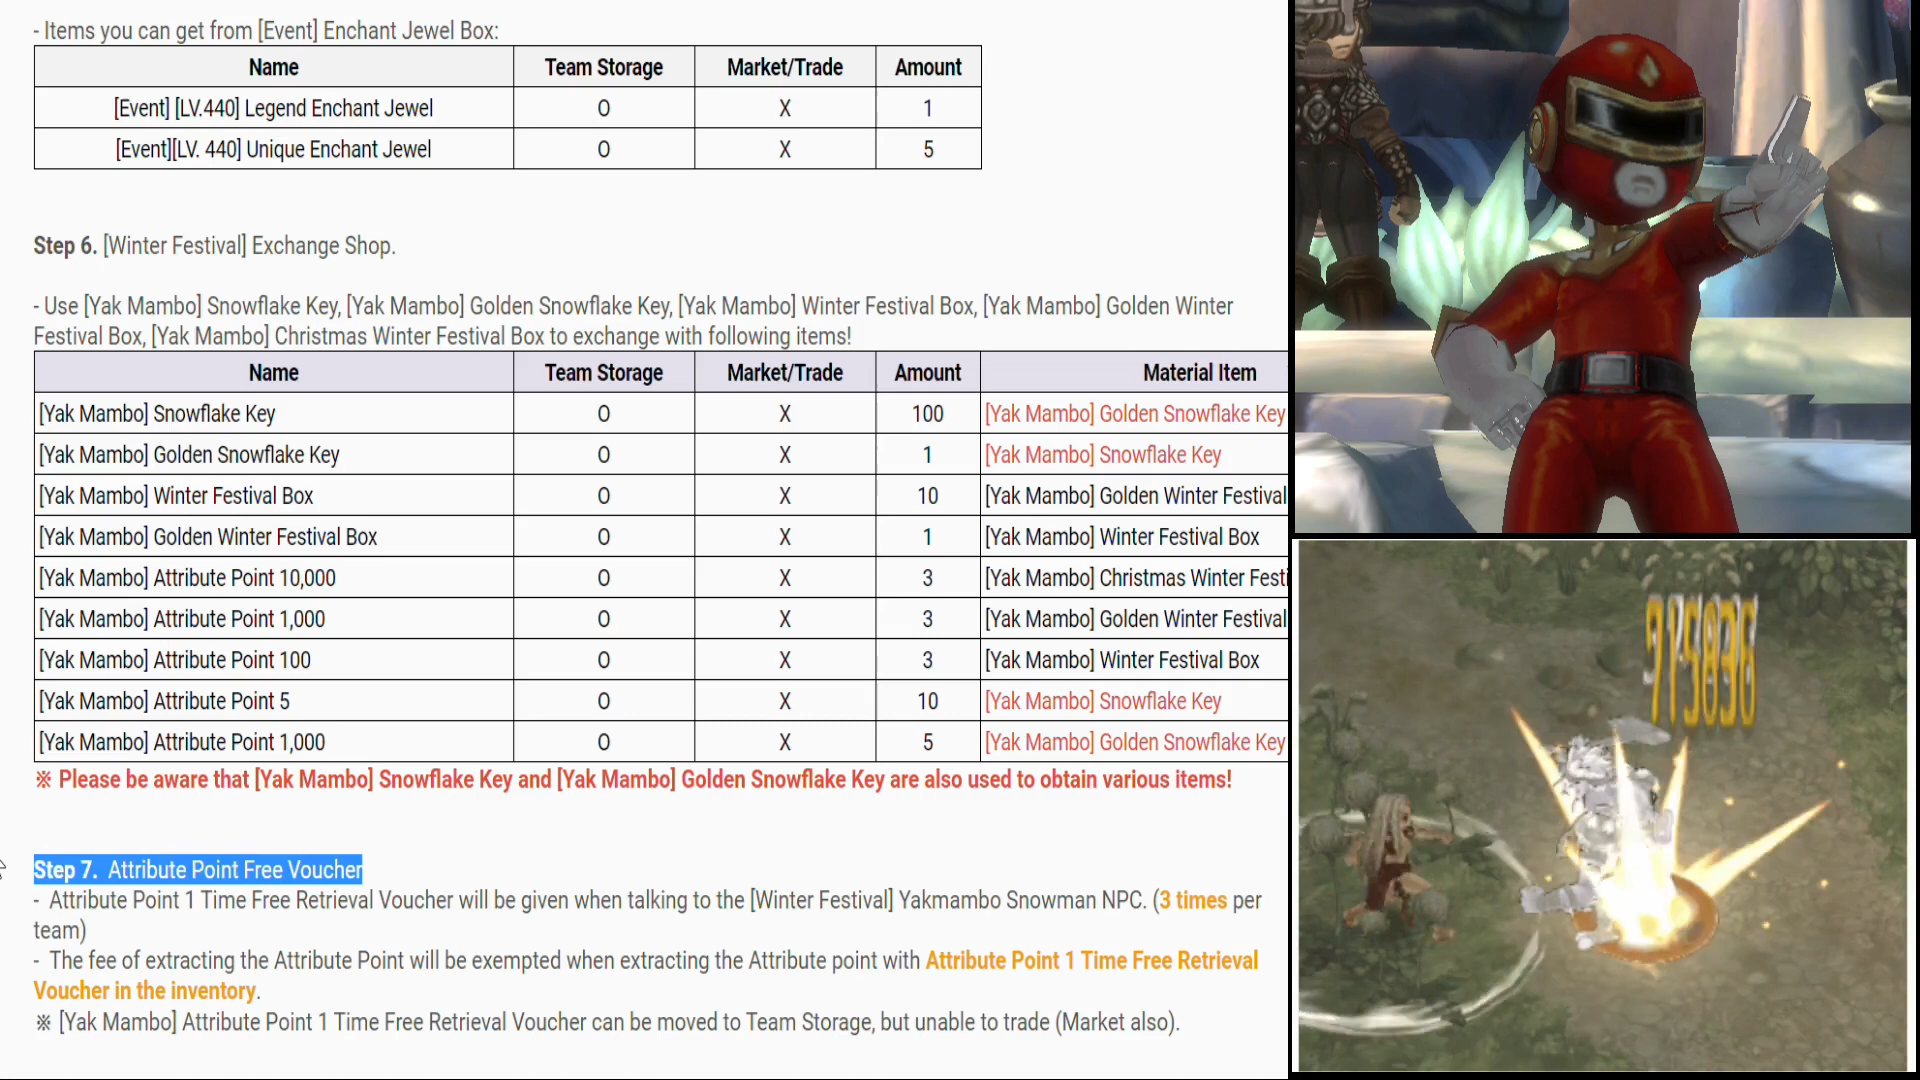 - Items you can get from [Event] Enchant Jewel Box:
Name Team Storage Market/Trade Amount
[Event] [LV.440] Legend Enchant Jewel O X 1
[Event][LV. 440] Unique Enchant Jewel O X 5
Step 6. [Winter Festival] Exchange Shop.
- Use [Yak Mambo] Snowflake Key, [Yak Mambo] Golden Snowflake Key, [Yak Mambo] Winter Festival Box, [Yak Mambo] Golden Winter
Festival Box, [Yak Mambo] Christmas Winter Festival Box to exchange with following items!
Name Team Storage Market/Trade Amount Material Item
[Yak Mambo] Snowflake Key O X 100 [Yak Mambo] Golden Snowflake Key
[Yak Mambo] Golden Snowflake Key O X 1 [Yak Mambo] Snowflake Key
[Yak Mambo] Winter Festival Box O X 10 [Yak Mambo] Golden Winter Festival
[Yak Mambo] Golden Winter Festival Box O X 1 [Yak Mambo] Winter Festival Box
[Yak Mambo] Attribute Point 10,000 O X 3 [Yak Mambo] Christmas Winter Festi
[Yak Mambo] Attribute Point 1,000 O X 3 [Yak Mambo] Golden Winter Festival
[Yak Mambo] Attribute Point 100 O X 3 [Yak Mambo] Winter Festival Box
[Yak Mambo] Attribute Point 5 O X 10 [Yak Mambo] Snowflake Key
[Yak Mambo] Attribute Point 1,000 O X 5 [Yak Mambo] Golden Snowflake Key
※ Please be aware that [Yak Mambo] Snowflake Key and [Yak Mambo] Golden Snowflake Key are also used to obtain various items!
Step 7. Attribute Point Free Voucher
- Attribute Point 1 Time Free Retrieval Voucher will be given when talking to the [Winter Festival] Yakmambo Snowman NPC. (3 times per
team)
- The fee of extracting the Attribute Point will be exempted when extracting the Attribute point with Attribute Point 1 Time Free Retrieval
Voucher in the inventory.
※ [Yak Mambo] Attribute Point 1 Time Free Retrieval Voucher can be moved to Team Storage, but unable to trade (Market also).